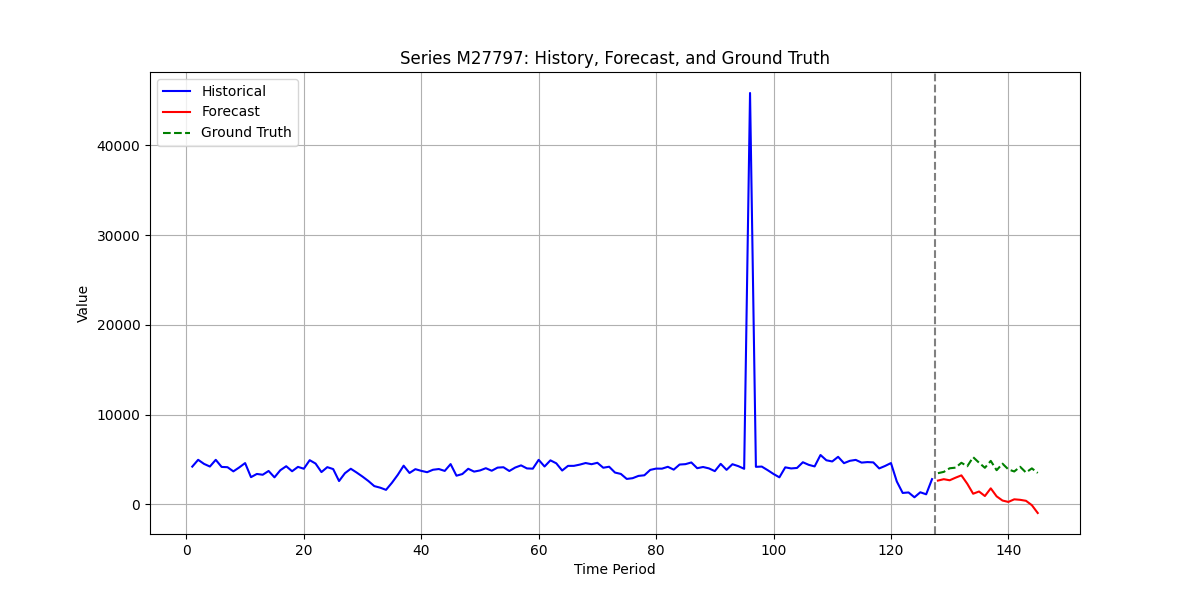 Series M27797: History, Forecast, and Ground Truth
Historical
Forecast
Ground Truth
Value
40000
30000
20000
10000
0
0 20 40 60 80 100 120 140
Time Period